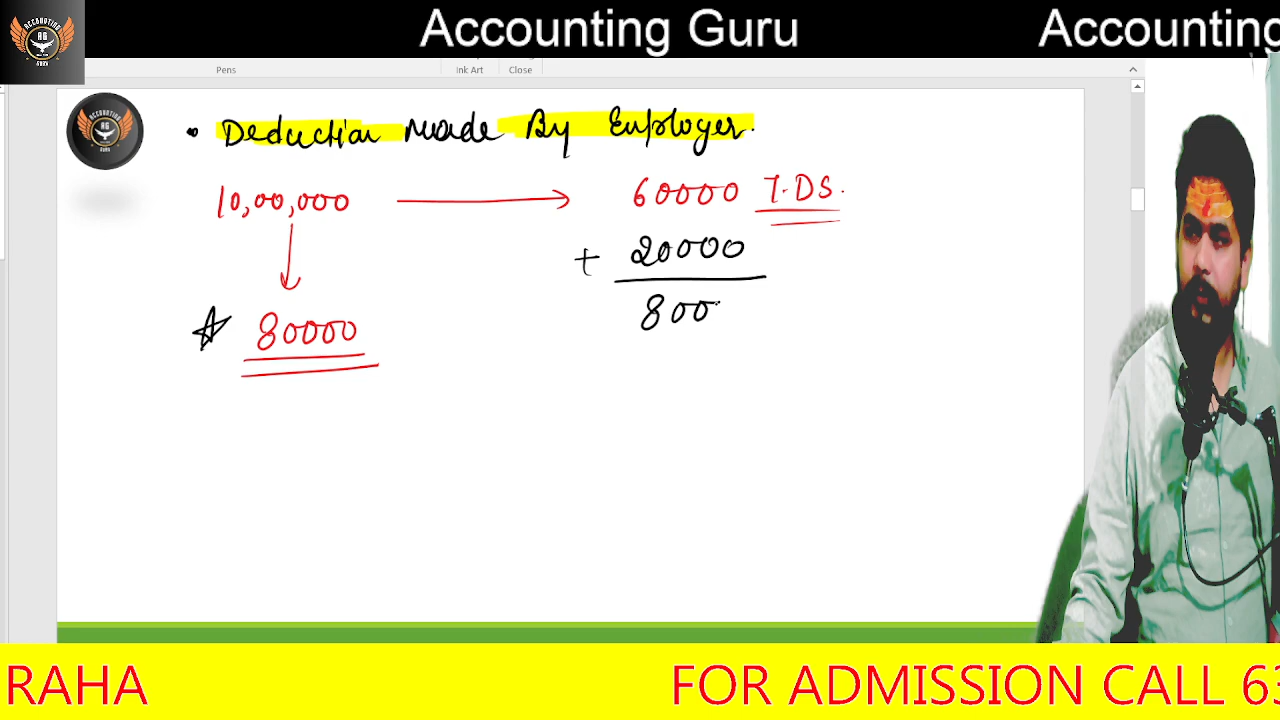 Accounting Guru
Accounting
Pens
Ink Art
Close
• Deduction Made By Employer.
10,00,000 → 60000 T.DS.
+ 20000
800
☆ 80000
RAHA
FOR ADMISSION CALL 63